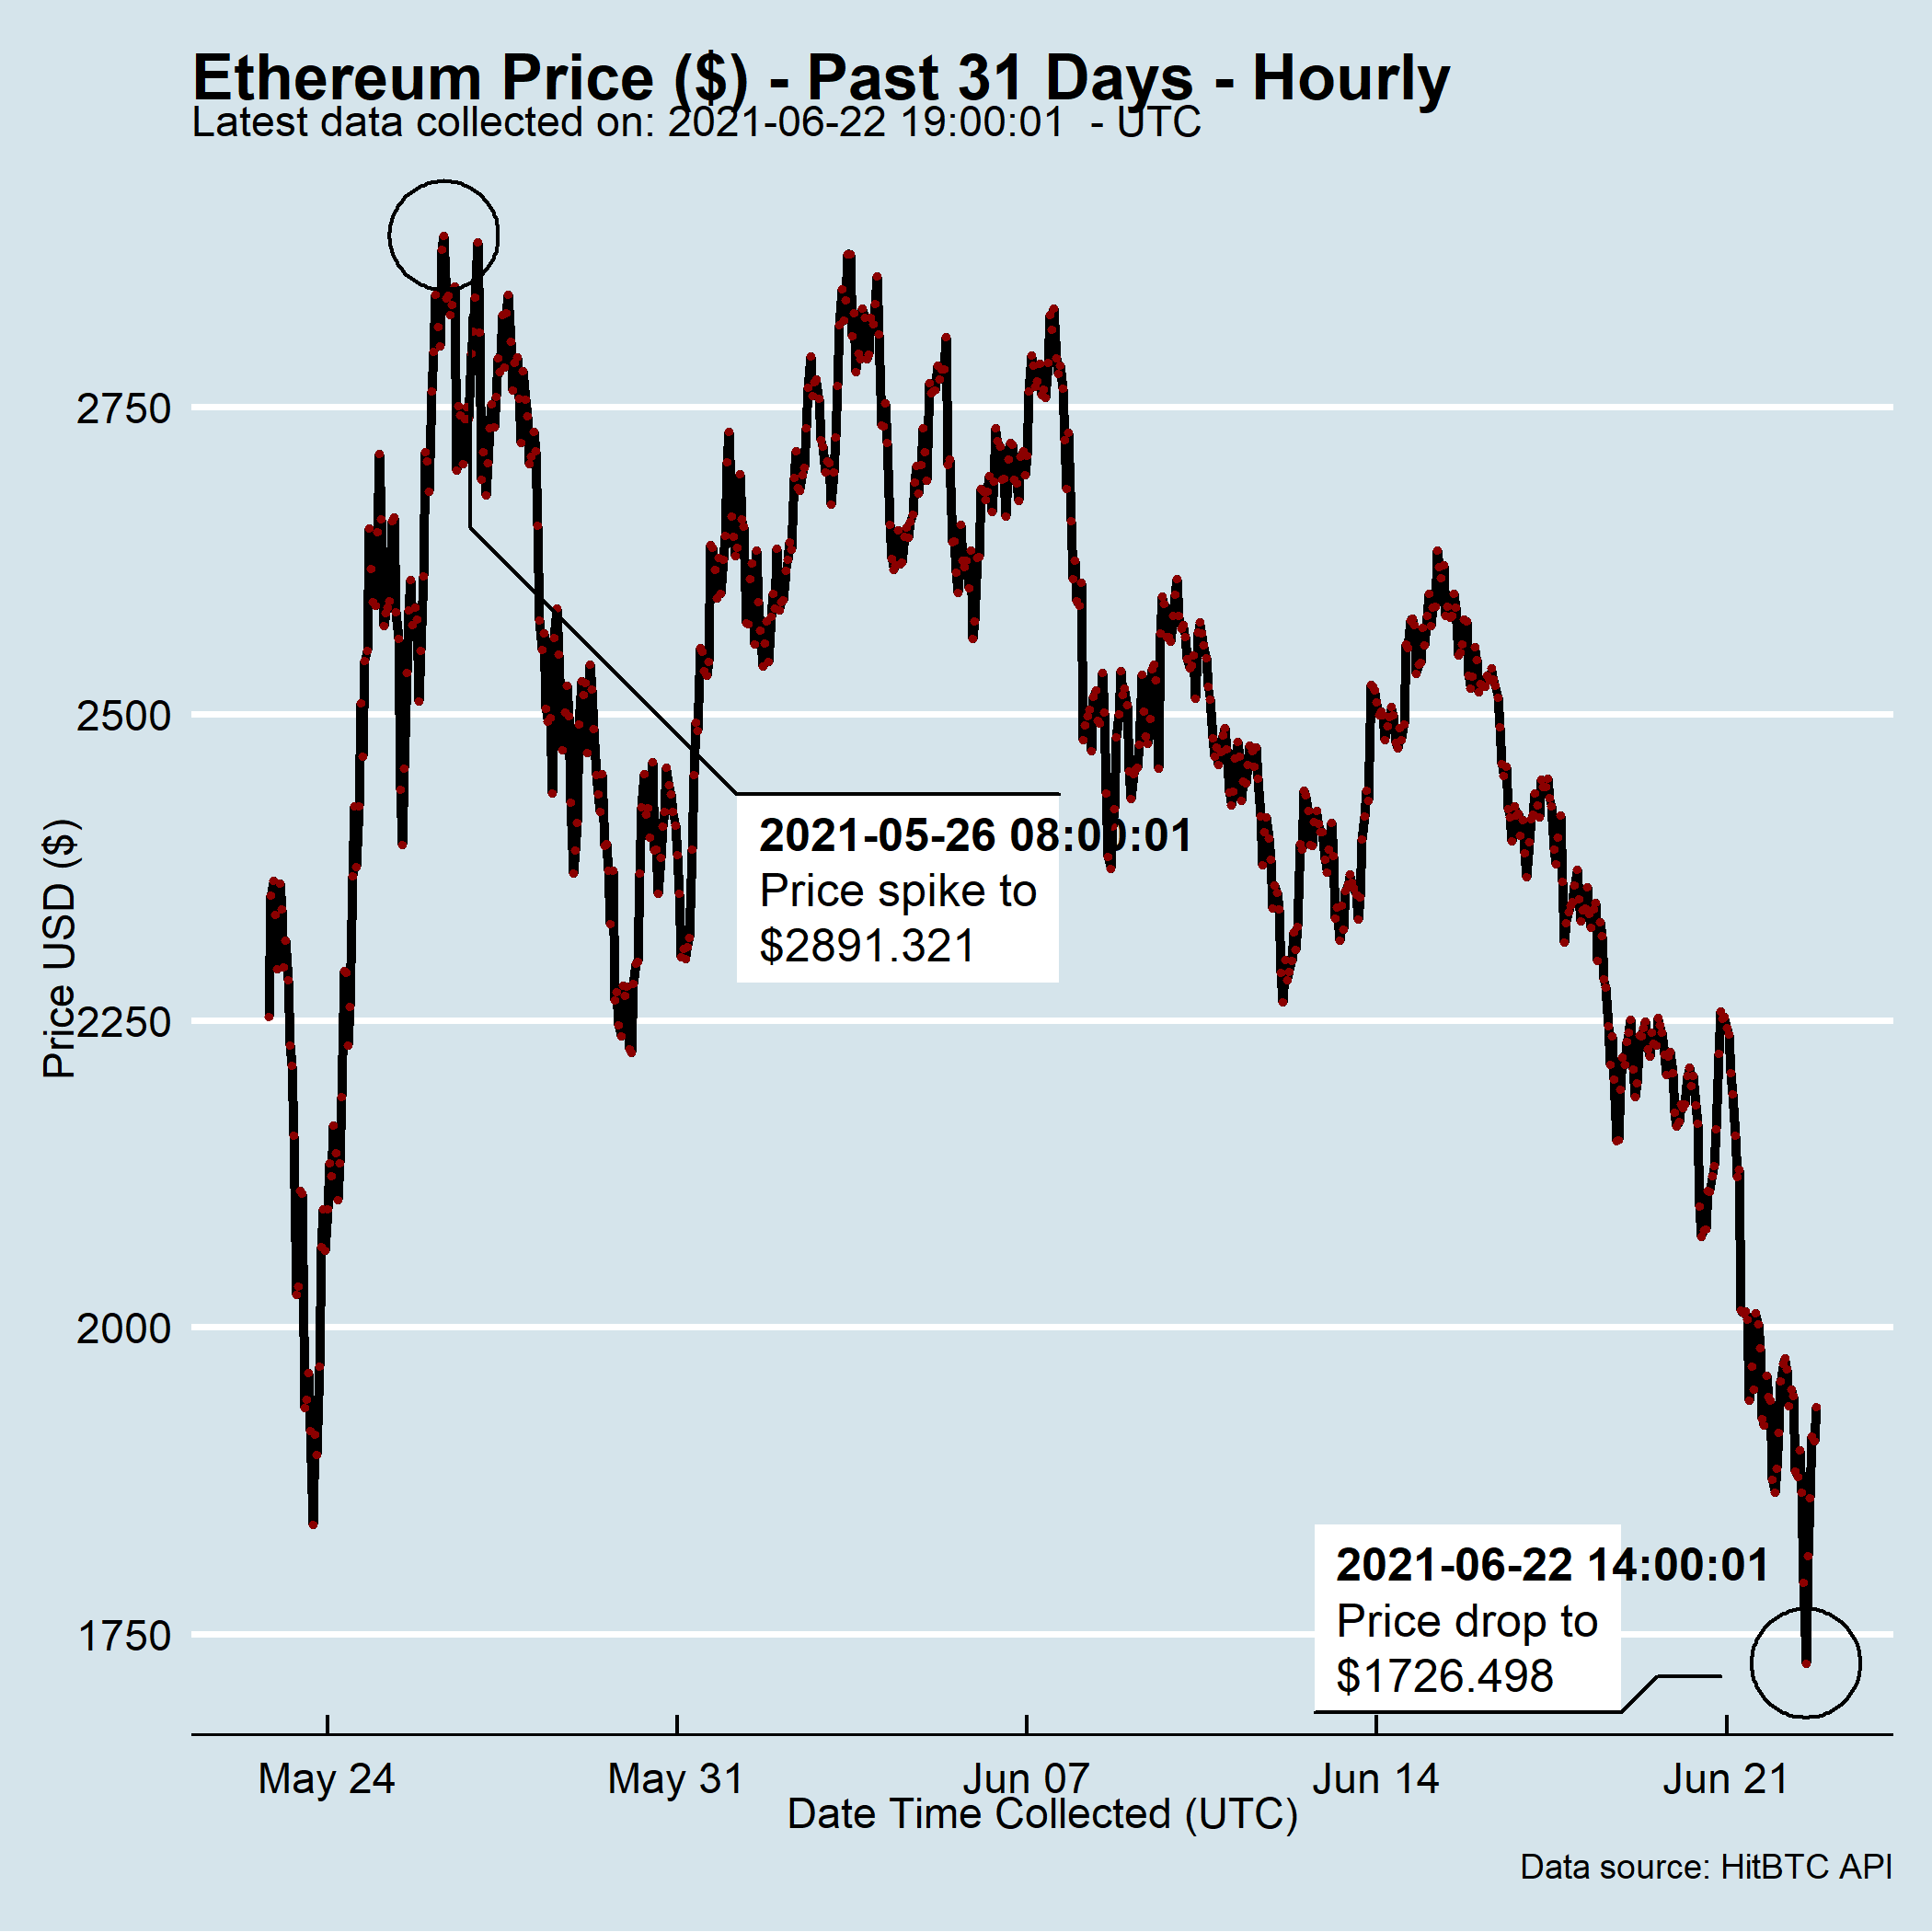 Ethereum Price ($) - Past 31 Days - Hourly
Latest data collected on: 2021-06-22 19:00:01  - UTC
Price USD ($)
2750
2500
2250
2000
1750
2021-05-26 08:00:01
Price spike to
$2891.321
2021-06-22 14:00:01
Price drop to
$1726.498
May 24
May 31
Jun 07
Jun 14
Jun 21
Date Time Collected (UTC)
Data source: HitBTC API